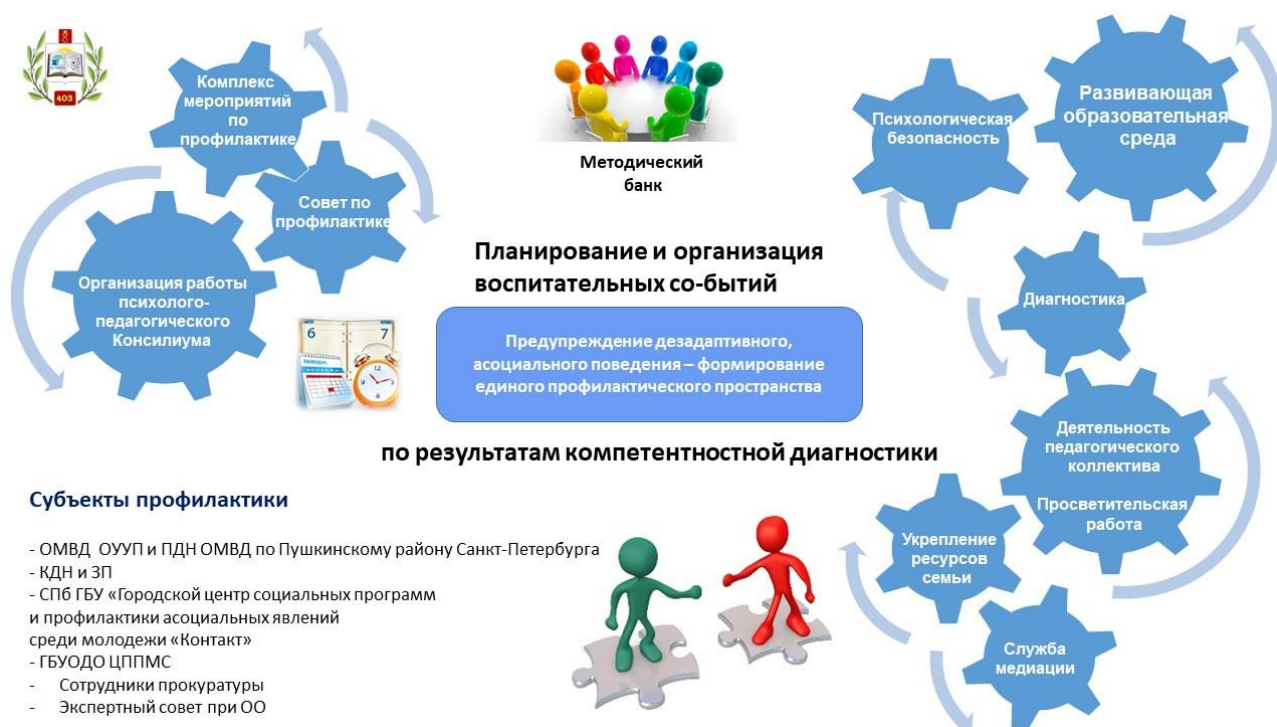 403
Комплекс
мероприятий
по
профилактике
Совет по
профилактике
Организация работы
психолого-
педагогического
Консилиума
Методический
банк
Психологическая
безопасность
Развивающая
образовательная
среда
Диагностика
Планирование и организация
воспитательных со-бытий
6
7
Предупреждение дезадаптивного,
асоциального поведения – формирование
единого профилактического пространства
по результатам компетентностной диагностики
Деятельность
педагогического
коллектива
Просветительская
работа
Укрепление
ресурсов
семьи
Служба
медиации
Субъекты профилактики
- ОМВД ОУУП и ПДН ОМВД по Пушкинскому району Санкт-Петербурга
- КДН и ЗП
- СПб ГБУ «Городской центр социальных программ
и профилактики асоциальных явлений
среди молодежи «Контакт»
- ГБУОДО ЦППМС
- Сотрудники прокуратуры
- Экспертный совет при ОО